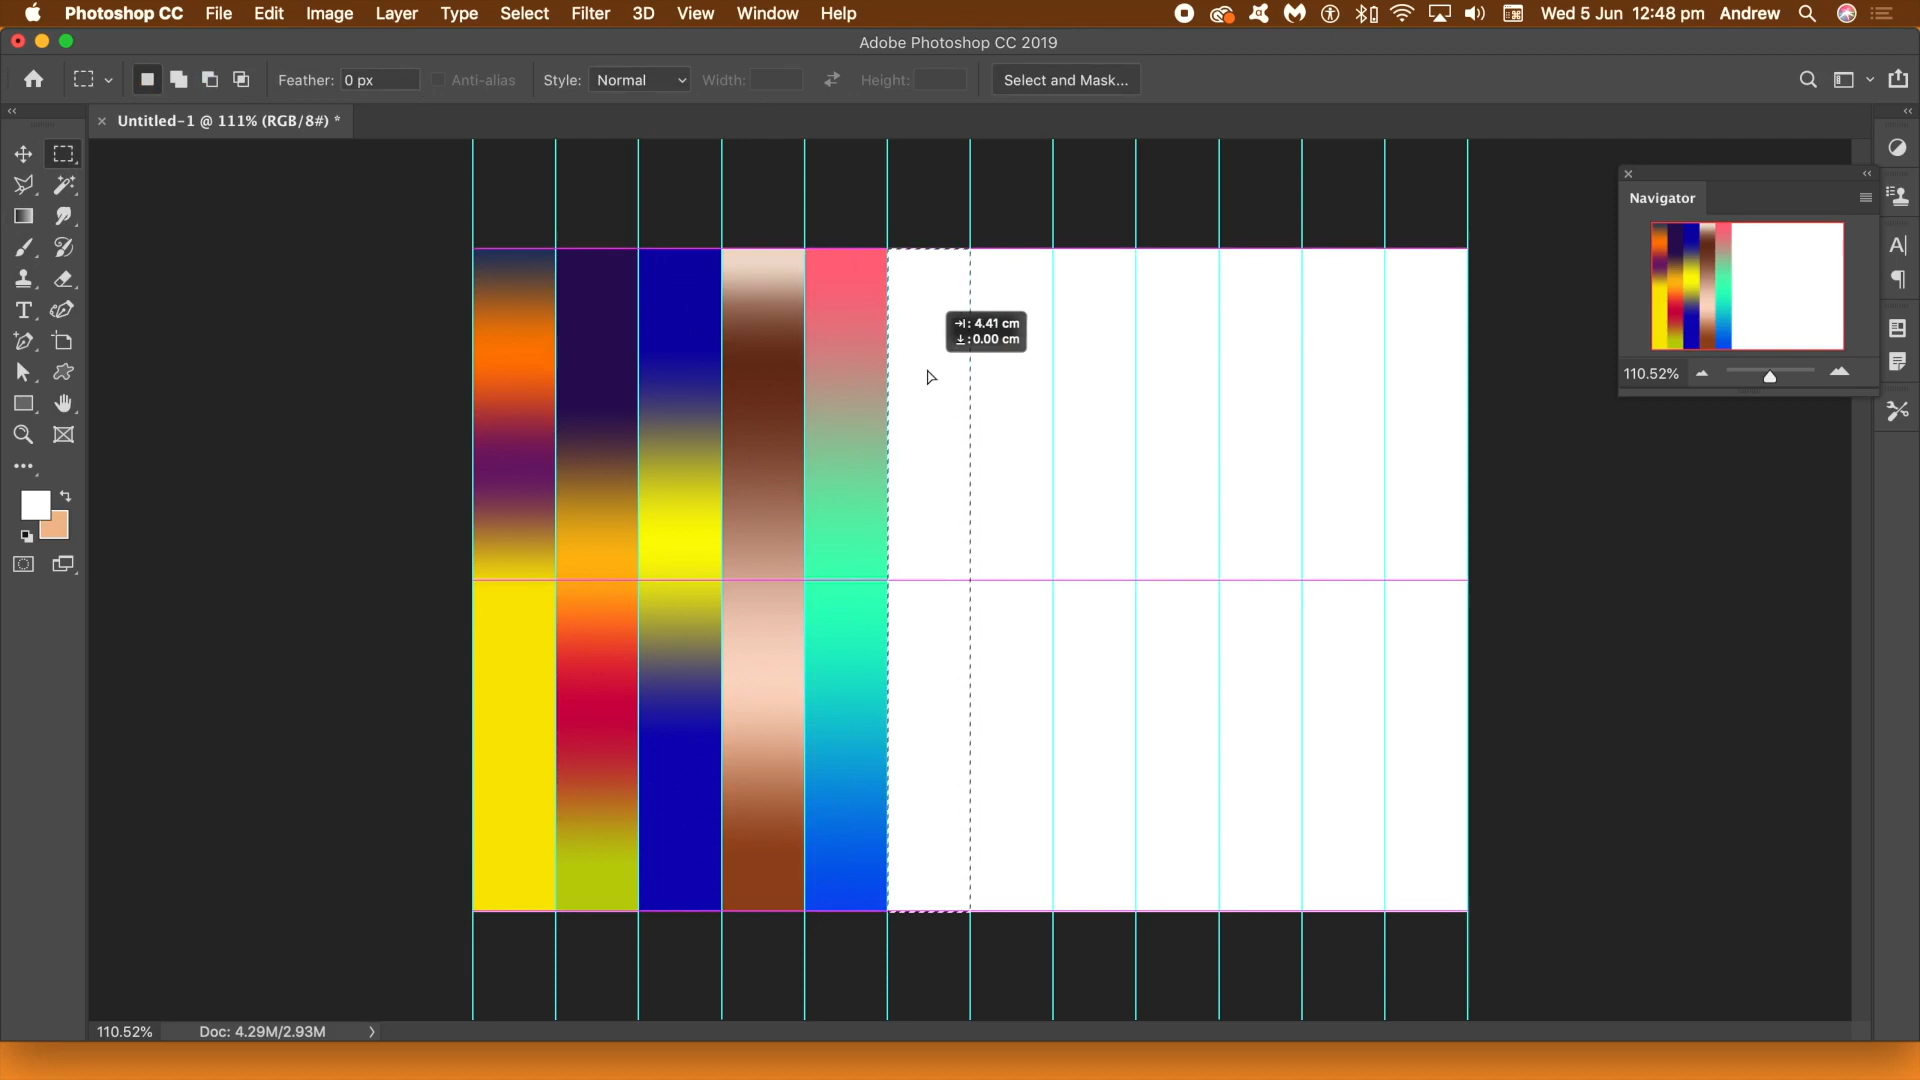 Photoshop CC File Edit Image Layer Type Select Filter 3D View Window Help Wed 5 Jun 12:48 pm Andrew
Adobe Photoshop CC 2019
Feather: 0 px Anti-alias Style: Normal Width: Height: Select and Mask...
Untitled-1 @ 111% (RGB/8#) *
Navigator
: 4.41 cm
: 0.00 cm
110.52%
110.52% Doc: 4.29M/2.93M